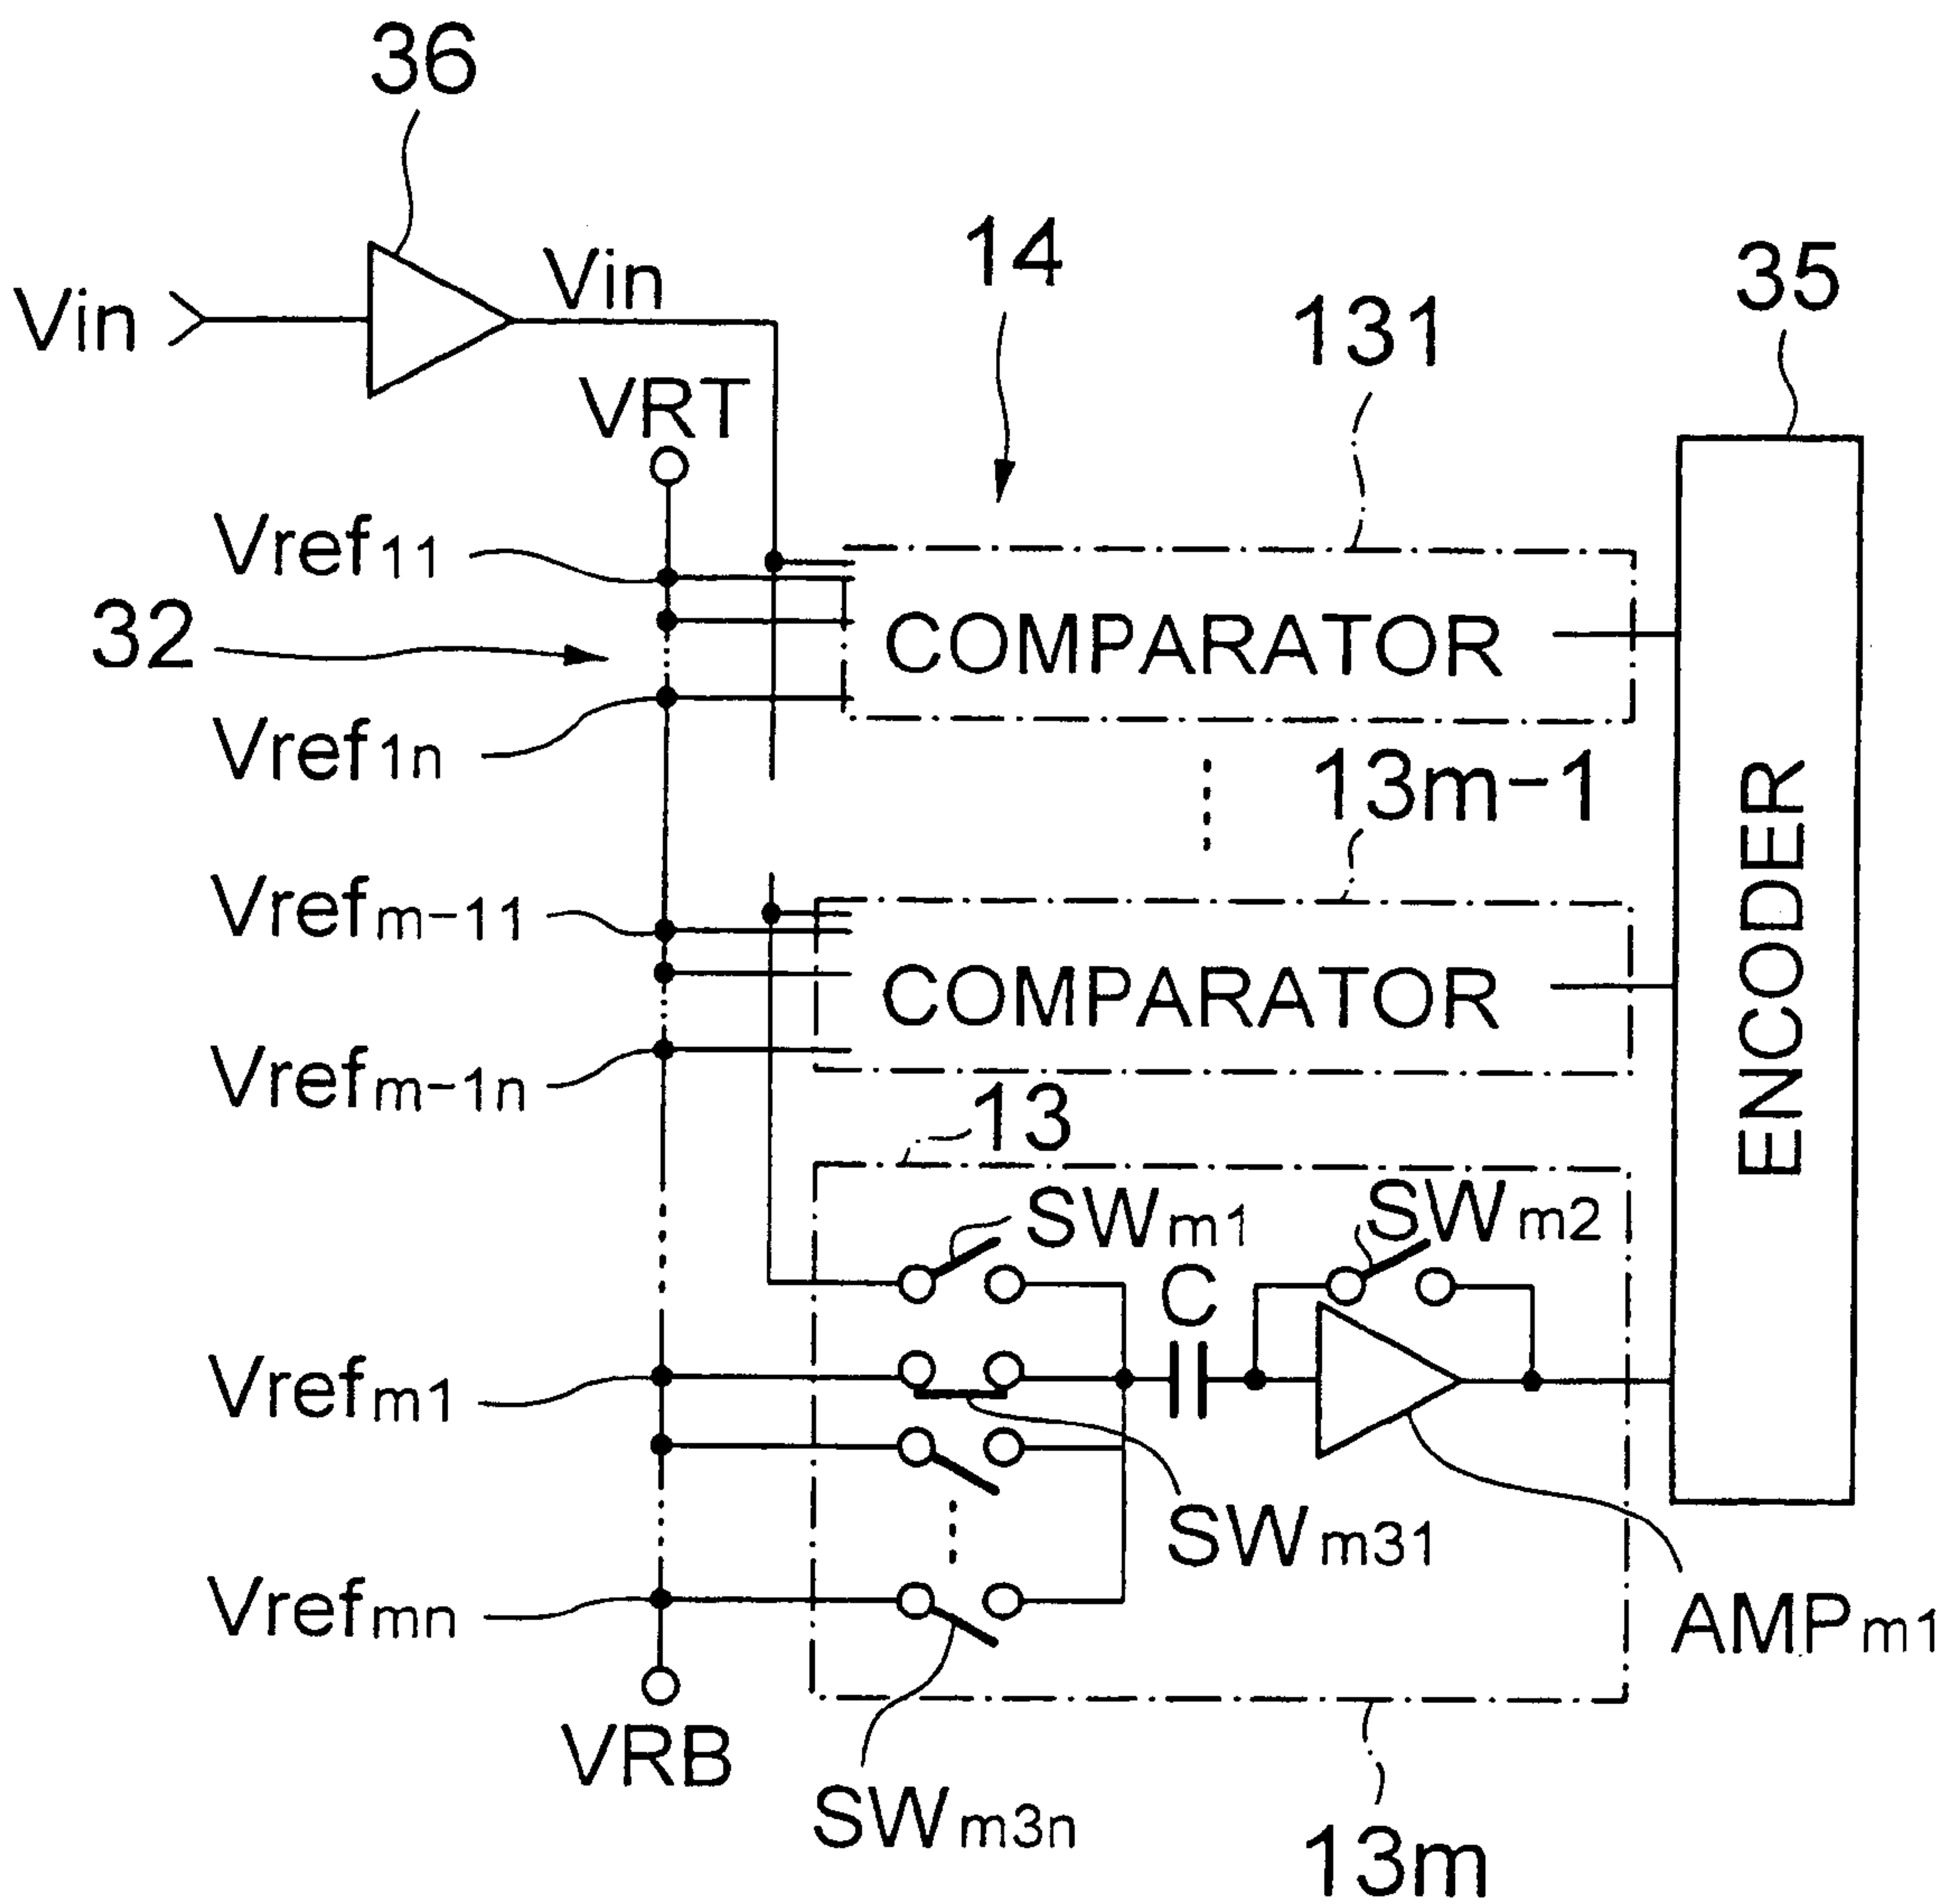 36
Vin
Vin
14
35
131
VRT
Vref11
32
COMPARATOR
Vref1n
13m-1
ENCODER
Vrefm-11
COMPARATOR
Vrefm-1n
13
SWm1
SWm2
C
Vrefm1
SWm31
Vrefmn
AMPm1
VRB
SWm3n
13m